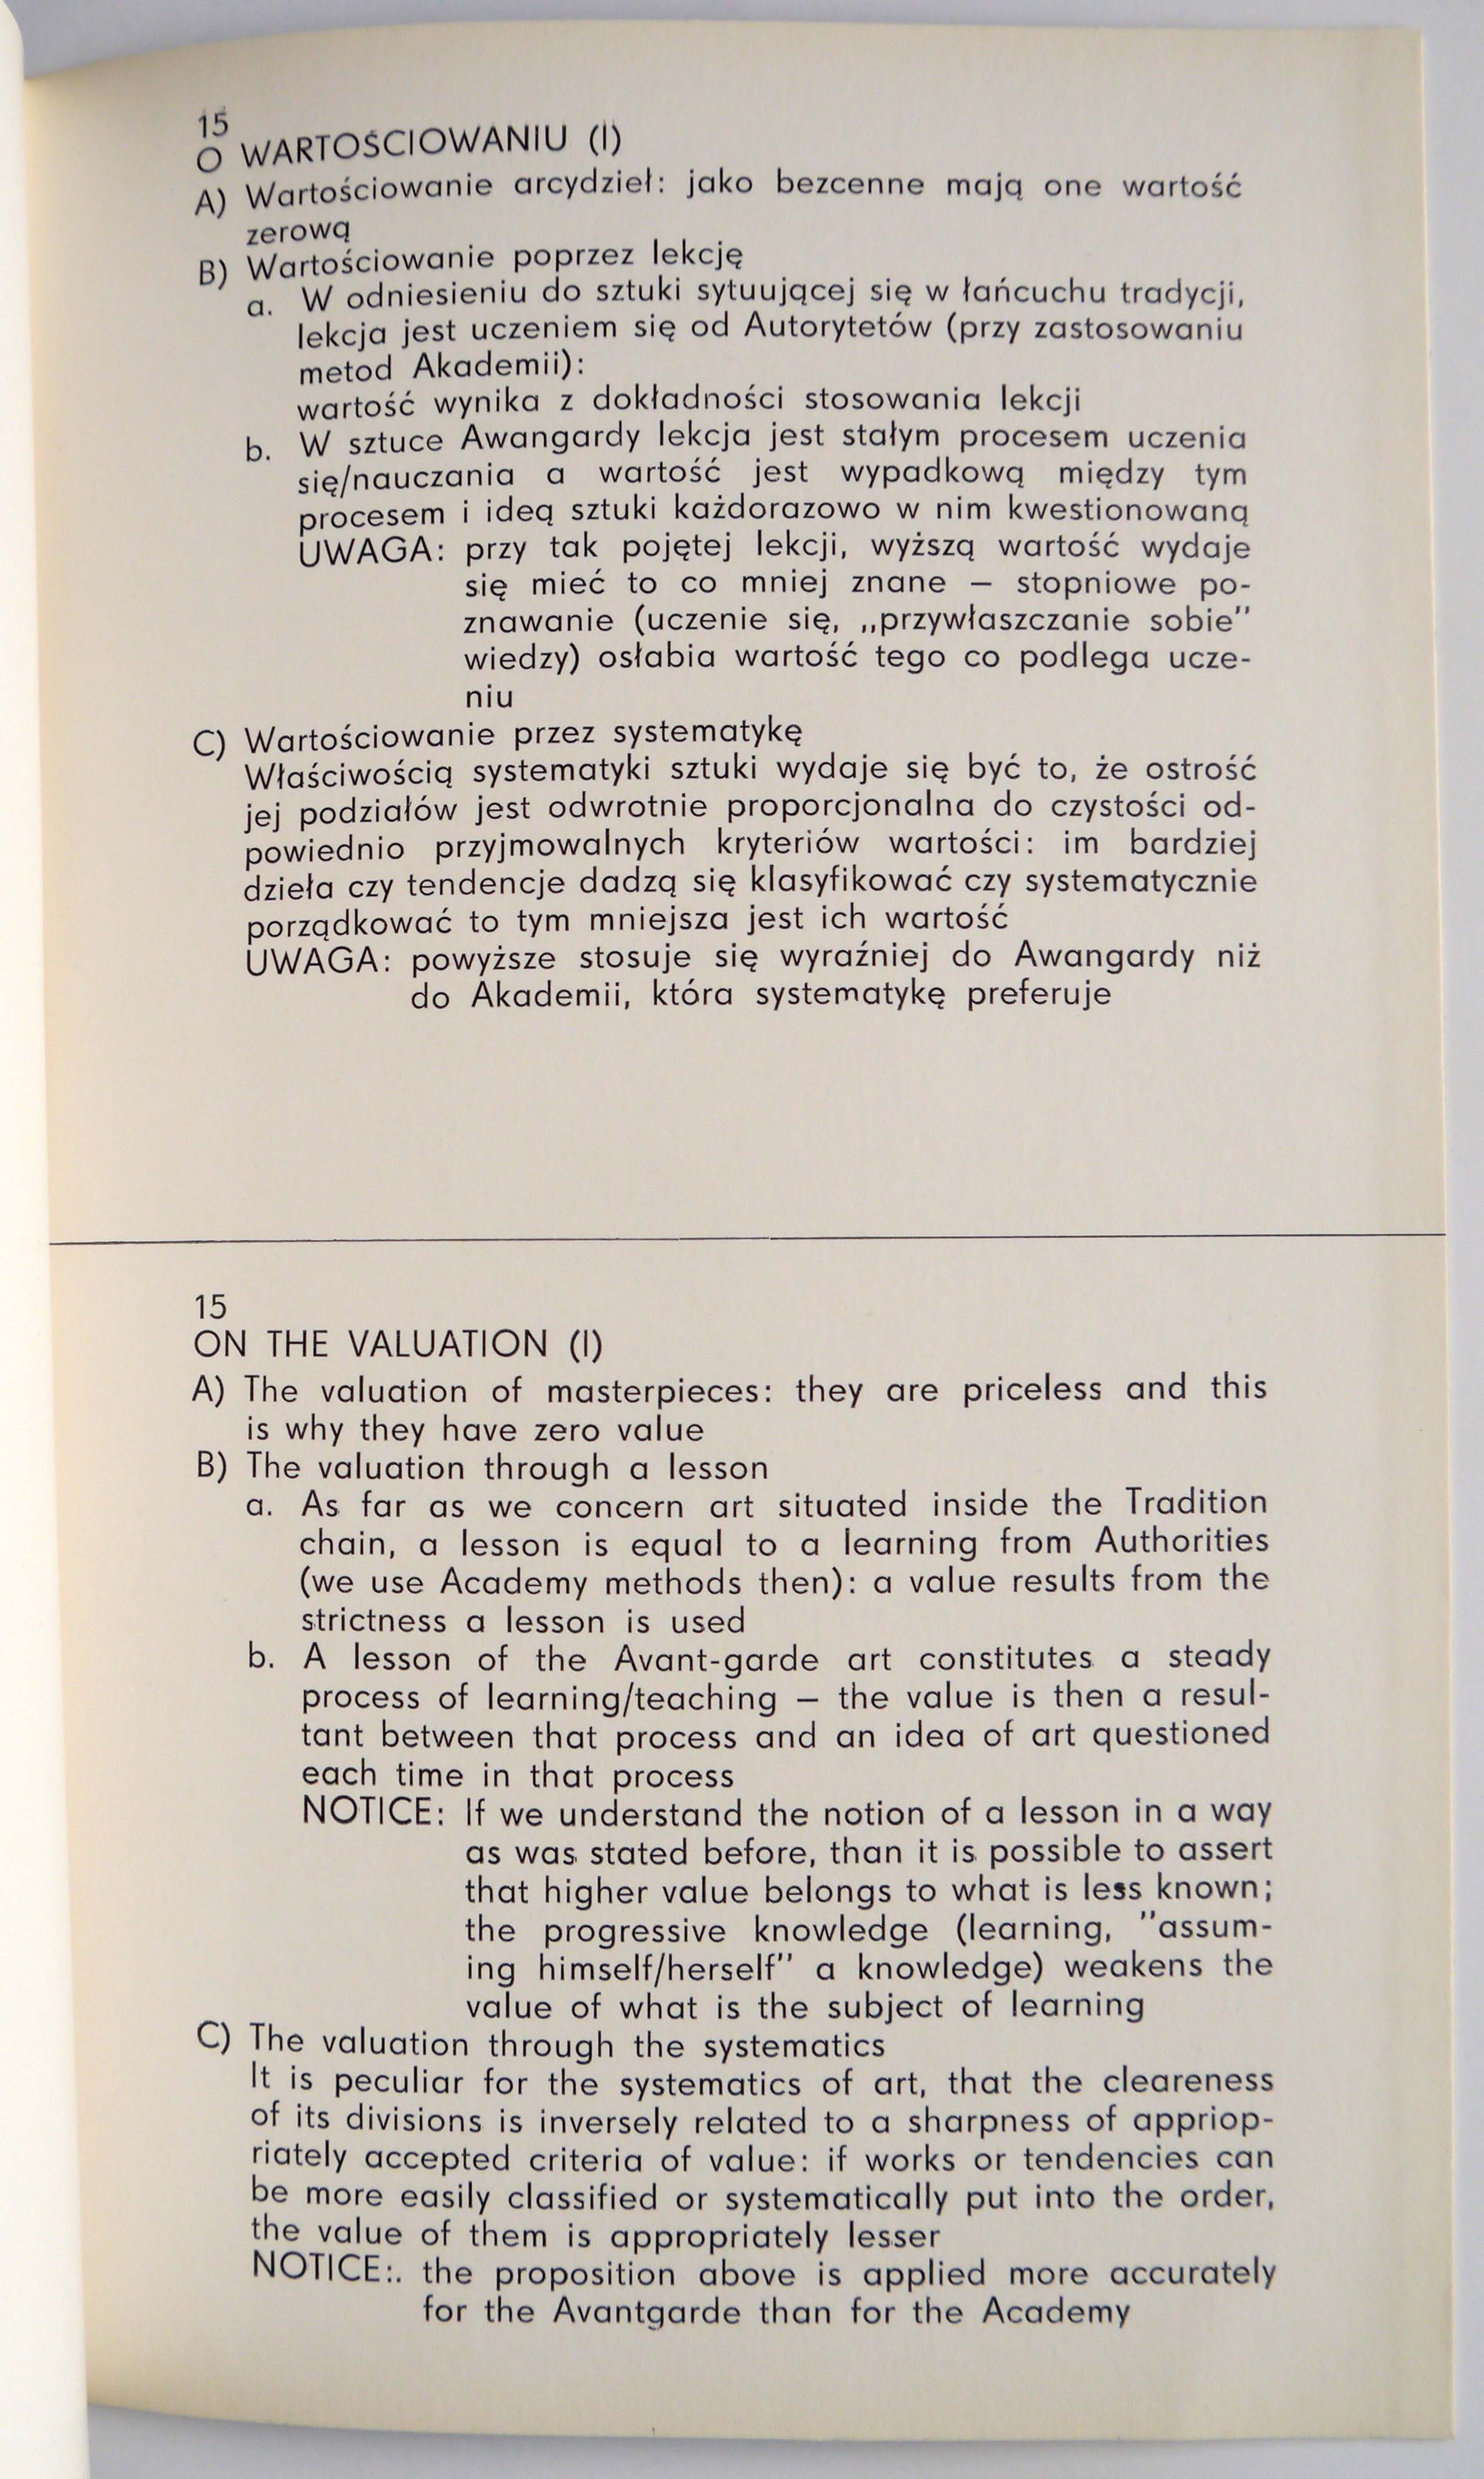 15
O WARTOŚCIOWANIU (I)
A) Wartościowanie arcydzieł: jako bezcenne mają one wartość
zerową
B) Wartościowanie poprzez lekcję
a. W odniesieniu do sztuki sytuującej się w łańcuchu tradycji,
lekcja jest uczeniem się od Autorytetów (przy zastosowaniu
metod Akademii):
wartość wynika z dokładności stosowania lekcji
b. W sztuce Awangardy lekcja jest stałym procesem uczenia
się/nauczania a wartość jest wypadkową między tym
procesem i ideą sztuki każdorazowo w nim kwestionowaną
UWAGA: przy tak pojętej lekcji, wyższą wartość wydaje
się mieć to co mniej znane – stopniowe po-
znawanie (uczenie się, „przywłaszczanie sobie"
wiedzy) osłabia wartość tego co podlega ucze-
niu
C) Wartościowanie przez systematykę
Właściwością systematyki sztuki wydaje się być to, że ostrość
jej podziałów jest odwrotnie proporcjonalna do czystości od-
powiednio przyjmowalnych kryteriów wartości: im bardziej
dzieła czy tendencje dadzą się klasyfikować czy systematycznie
porządkować to tym mniejsza jest ich wartość
UWAGA: powyższe stosuje się wyraźniej do Awangardy niż
do Akademii, która systematykę preferuje
15
ON THE VALUATION (I)
A) The valuation of masterpieces: they are priceless and this
is why they have zero value
B) The valuation through a lesson
a. As far as we concern art situated inside the Tradition
chain, a lesson is equal to a learning from Authorities
(we use Academy methods then): a value results from the
strictness a lesson is used
b. A lesson of the Avant-garde art constitutes a steady
process of learning/teaching – the value is then a resul-
tant between that process and an idea of art questioned
each time in that process
NOTICE: If we understand the notion of a lesson in a way
as was stated before, than it is possible to assert
that higher value belongs to what is less known;
the progressive knowledge (learning, "assum-
ing himself/herself" a knowledge) weakens the
value of what is the subject of learning
C) The valuation through the systematics
It is peculiar for the systematics of art, that the cleareness
of its divisions is inversely related to a sharpness of appriop-
riately accepted criteria of value: if works or tendencies can
be more easily classified or systematically put into the order,
the value of them is appropriately lesser
NOTICE:. the proposition above is applied more accurately
for the Avantgarde than for the Academy